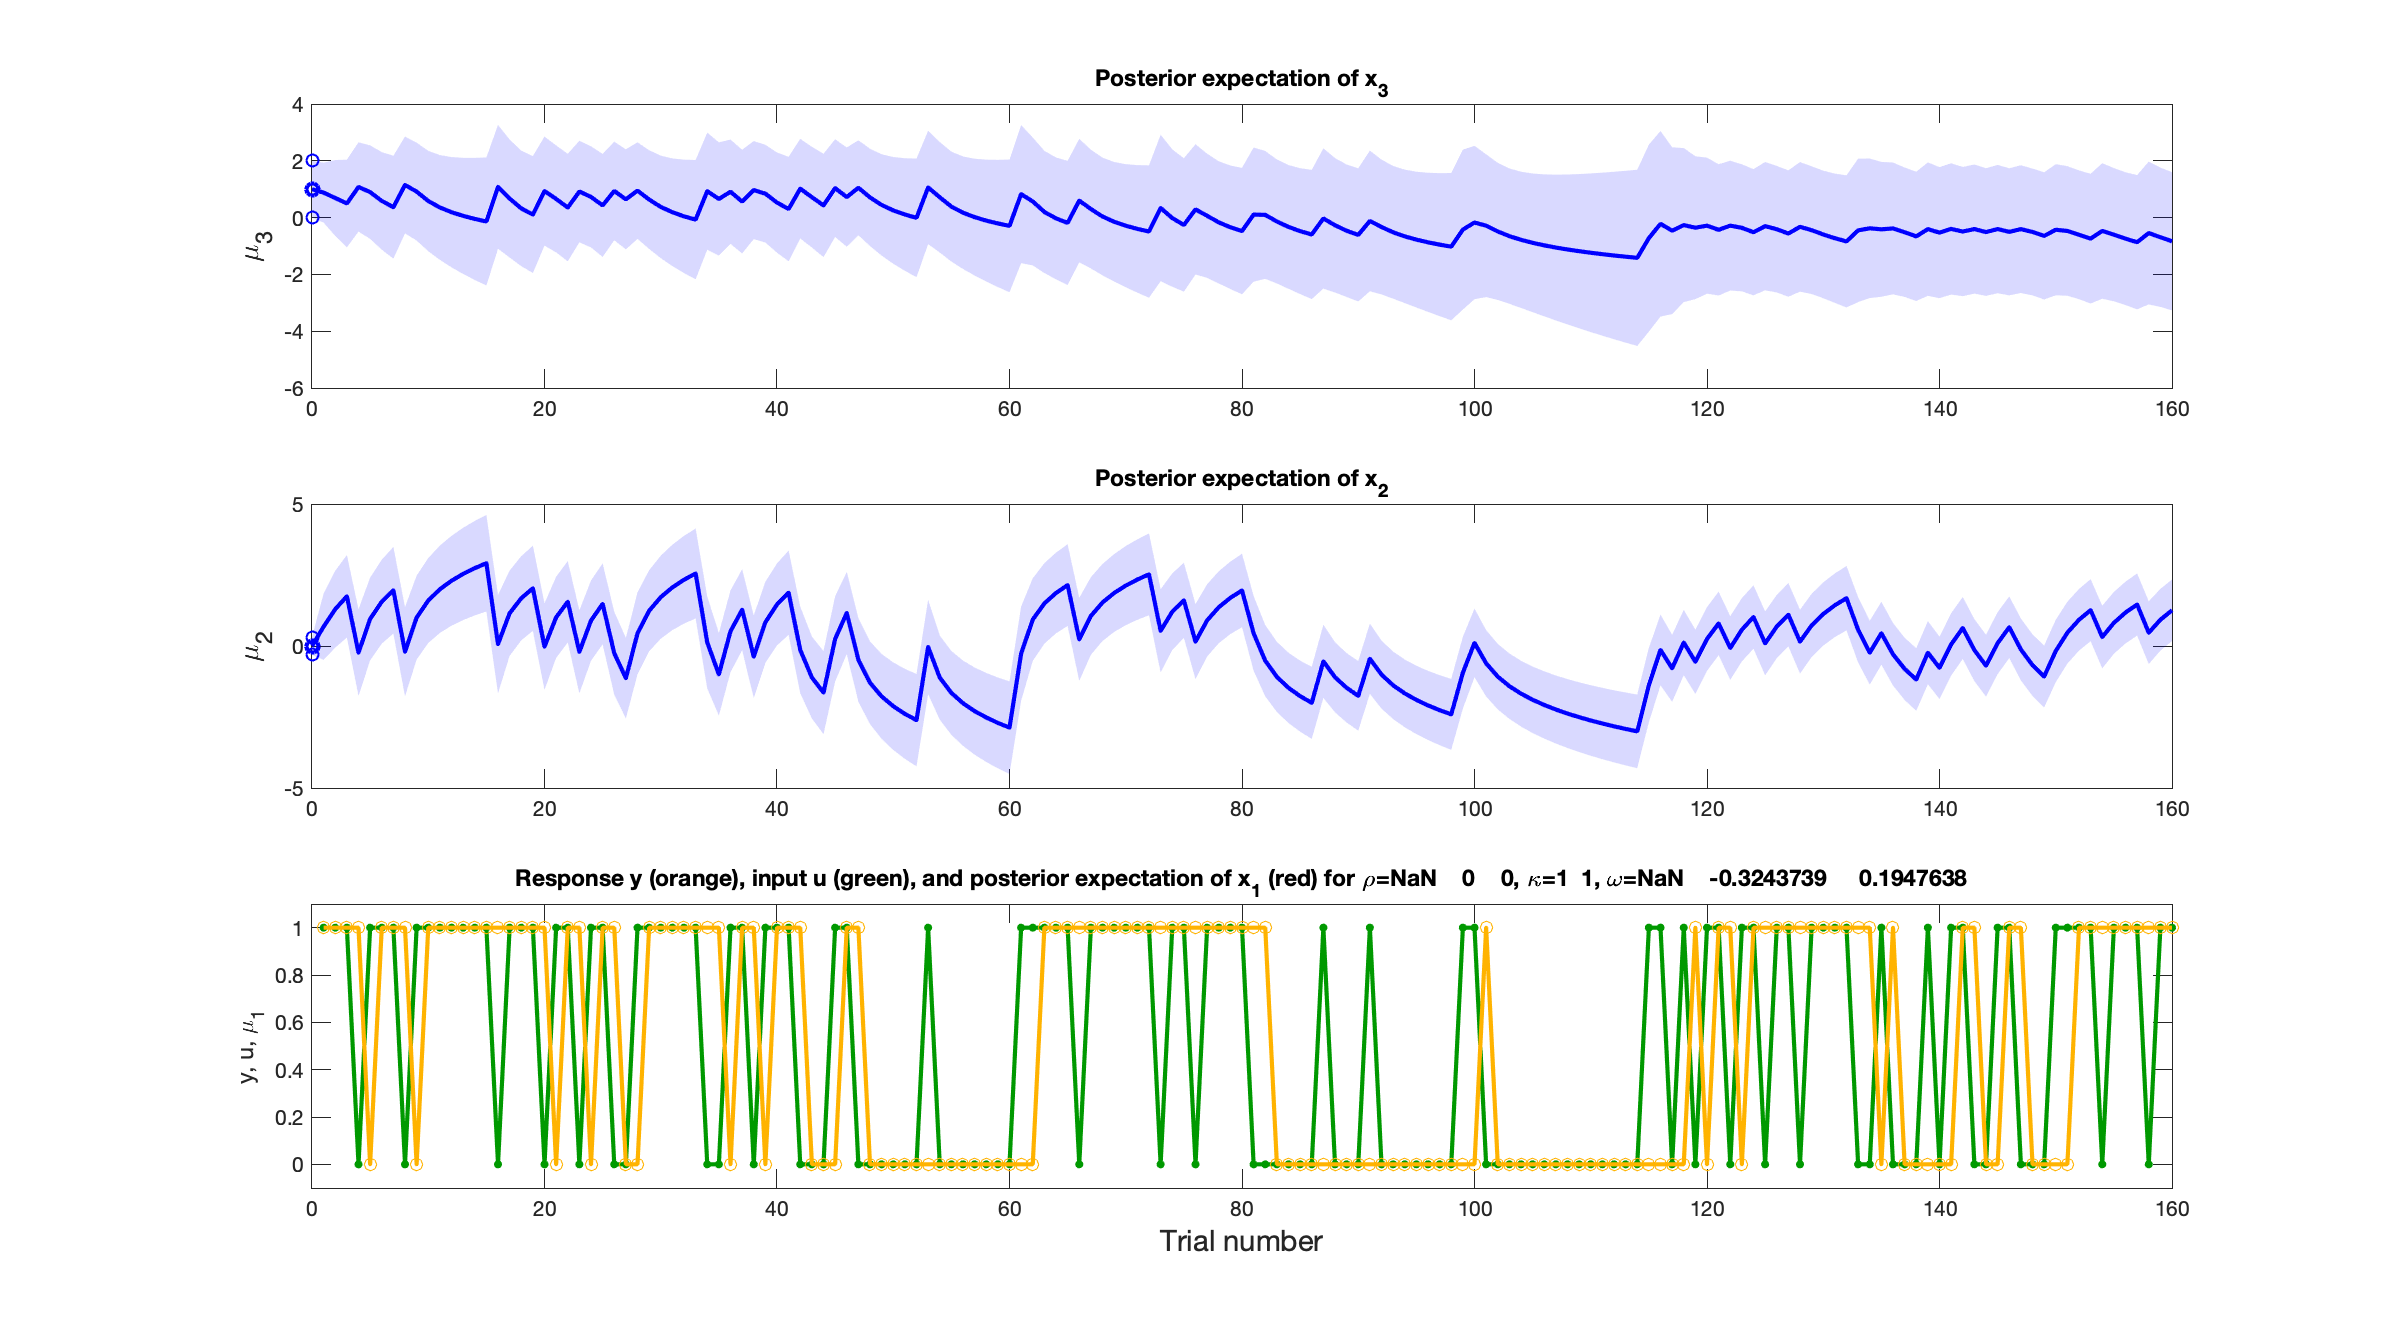 Posterior expectation of x3
4
2
0
-2
-4
-6
μ3
0 20 40 60 80 100 120 140 160
Posterior expectation of x2
5
0
-5
μ2
0 20 40 60 80 100 120 140 160
Response y (orange), input u (green), and posterior expectation of x1 (red) for ρ=NaN 0 0, κ=1 1, ω=NaN -0.3243739 0.1947638
1
0.8
0.6
0.4
0.2
0
y, u, μ1
0 20 40 60 80 100 120 140 160
Trial number